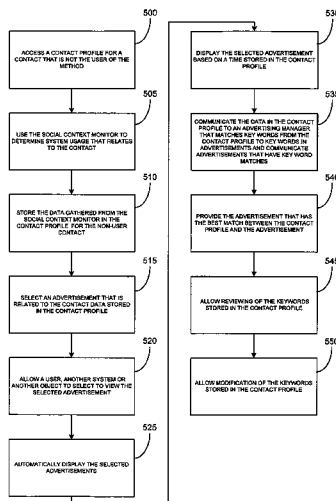 500
ACCESS A CONTACT PROFILE FOR A
CONTACT THAT IS NOT THE USER OF THE
METHOD
505
USE THE SOCIAL CONTEXT MONITOR TO
DETERMINE SYSTEM USAGE THAT RELATES
TO THE CONTACT
510
STORE THE DATA GATHERED FROM THE
SOCIAL CONTEXT MONITOR IN THE
CONTACT PROFILE FOR THE NON-USER
CONTACT
515
SELECT AN ADVERTISEMENT THAT IS
RELATED TO THE CONTACT DATA STORED
IN THE CONTACT PROFILE
520
ALLOW A USER, ANOTHER SYSTEM OR
ANOTHER OBJECT TO SELECT TO VIEW THE
SELECTED ADVERTISEMENT
525
AUTOMATICALLY DISPLAY THE SELECTED
ADVERTISEMENTS
530
DISPLAY THE SELECTED ADVERTISEMENT
BASED ON A TIME STORED IN THE CONTACT
PROFILE
535
COMMUNICATE THE DATA IN THE CONTACT
PROFILE TO AN ADVERTISING MANAGER
THAT MATCHES KEY WORDS FROM THE
CONTACT PROFILE TO KEY WORDS IN
ADVERTISEMENTS AND COMMUNICATE
ADVERTISEMENTS THAT HAVE KEY WORD
MATCHES
540
PROVIDE THE ADVERTISEMENT THAT HAS
THE BEST MATCH BETWEEN THE CONTACT
PROFILE AND THE ADVERTISEMENT
545
ALLOW REVIEWING OF THE KEYWORDS
STORED IN THE CONTACT PROFILE
550
ALLOW MODIFICATION OF THE KEYWORDS
STORED IN THE CONTACT PROFILE